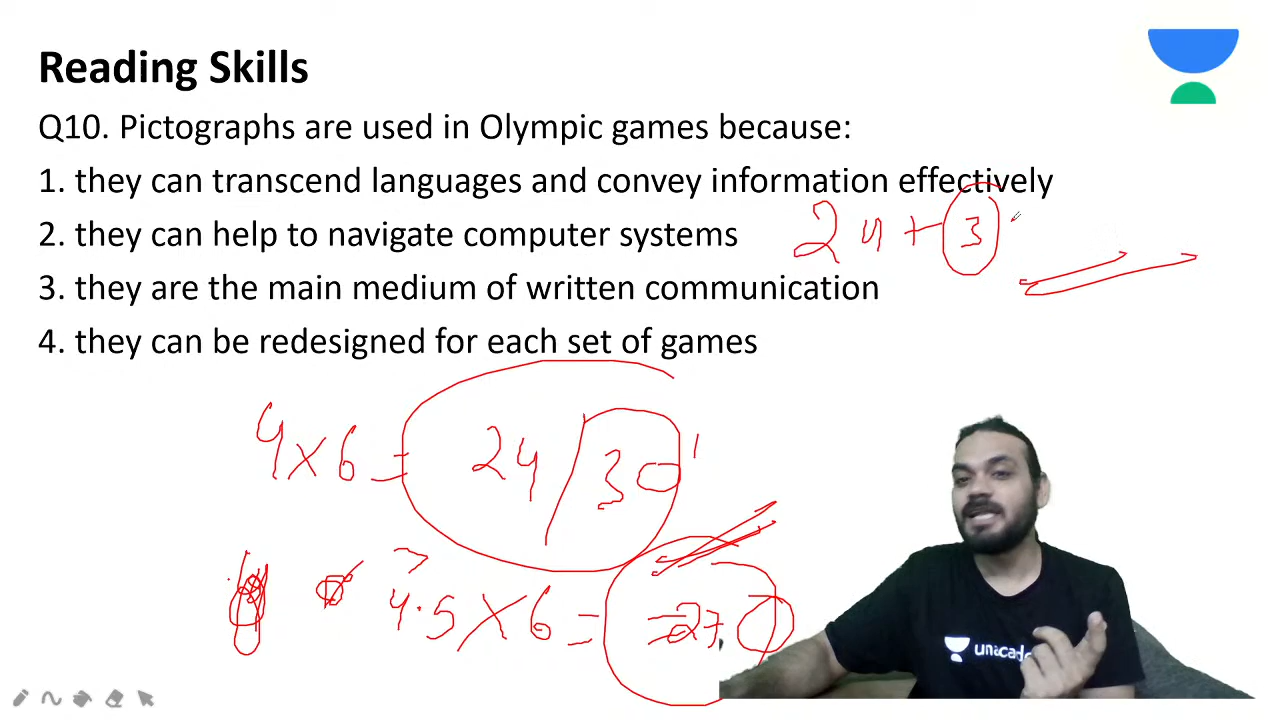 Reading Skills
Q10. Pictographs are used in Olympic games because:
1. they can transcend languages and convey information effectively
2. they can help to navigate computer systems
24+3
3. they are the main medium of written communication
4. they can be redesigned for each set of games
4x6= 24/30
4.5x6= =27
unacade